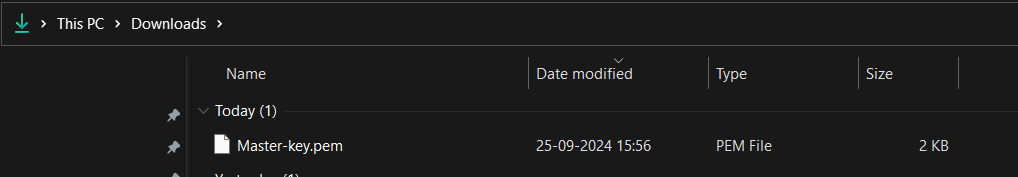 This PC > Downloads >
Name Date modified Type Size
Today (1)
Master-key.pem 25-09-2024 15:56 PEM File 2 KB